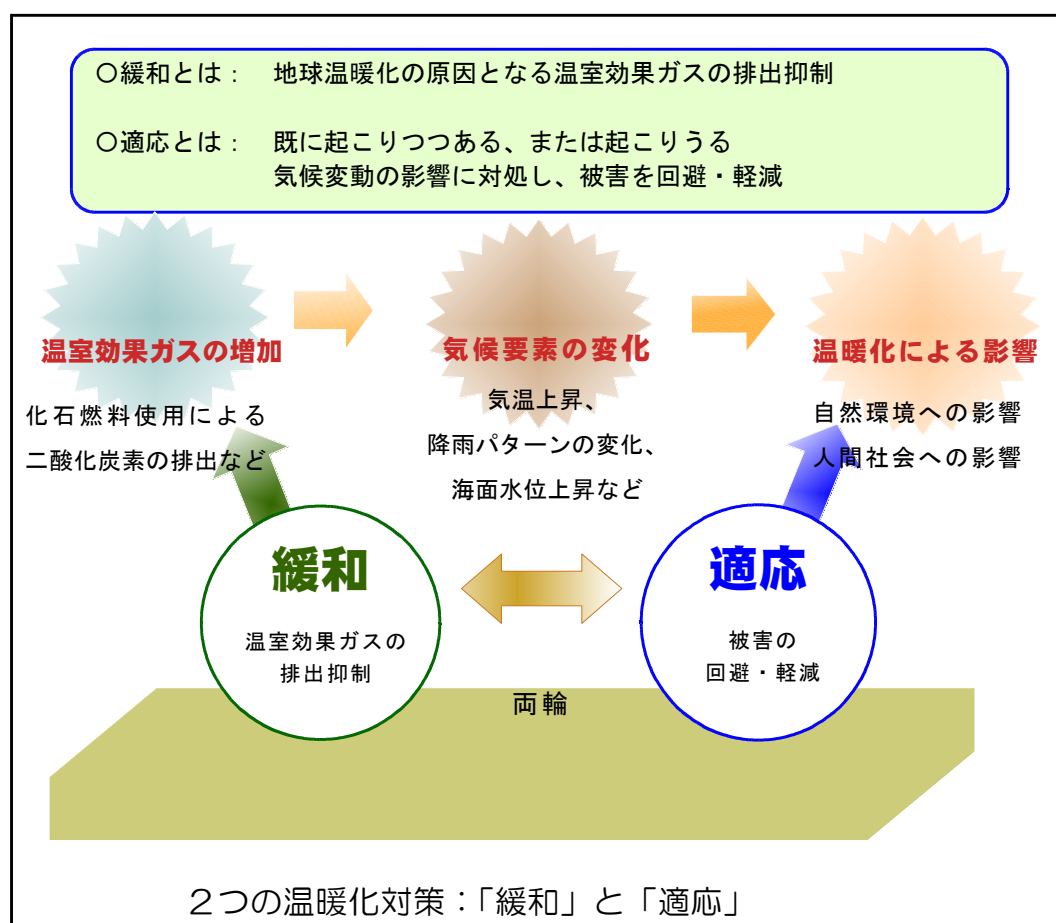 〇緩和とは： 地球温暖化の原因となる温室効果ガスの排出抑制
〇適応とは： 既に起こりつつある、または起こりうる
気候変動の影響に対処し、被害を回避・軽減
温室効果ガスの増加
化石燃料使用による
二酸化炭素の排出など
気候要素の変化
気温上昇、
降雨パターンの変化、
海面水位上昇など
温暖化による影響
自然環境への影響
人間社会への影響
緩和
温室効果ガスの
排出抑制
両輪
適応
被害の
回避・軽減
２つの温暖化対策：「緩和」と「適応」